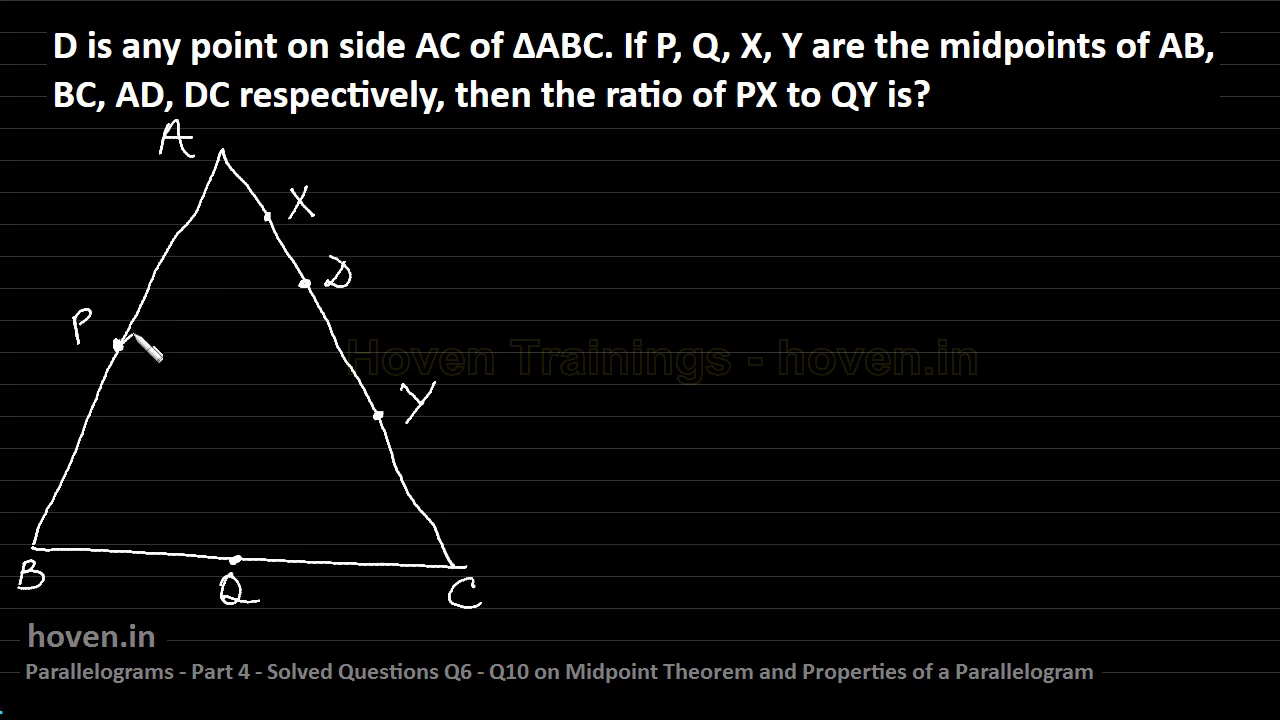 D is any point on side AC of ΔABC. If P, Q, X, Y are the midpoints of AB,
BC, AD, DC respectively, then the ratio of PX to QY is?
A
X
D
P
Hoven Trainings - hoven.in
Y
B
Q
C
hoven.in
Parallelograms - Part 4 - Solved Questions Q6 - Q10 on Midpoint Theorem and Properties of a Parallelogram